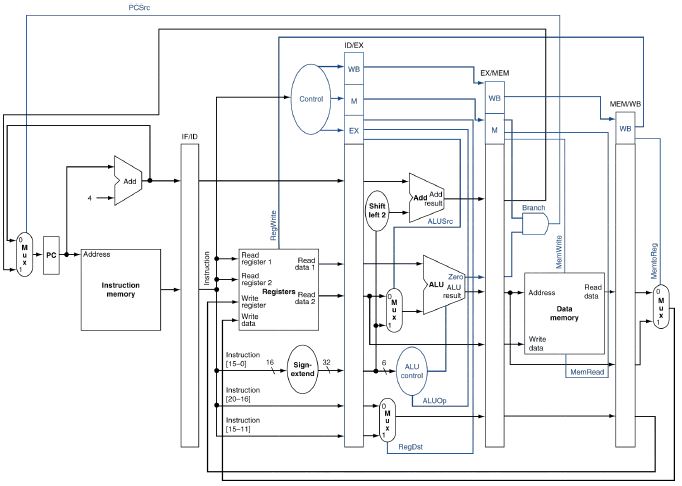 PCSrc
ID/EX
WB
EX/MEM
Control
M
WB
MEM/WB
EX
M
WB
IF/ID
Add
4
Add
Add
result
Shift
left 2
ALUSrc
Branch
RegWrite
MemWrite
MemtoReg
0
M
u
x
1
PC
Address
Instruction
memory
Instruction
Read
register 1
Read
register 2
Write
register
Write
data
Registers
Read
data 1
Read
data 2
0
M
u
x
1
Zero
ALU
ALU
result
Address
Data
memory
Read
data
Write
data
MemRead
0
M
u
x
1
Instruction
[15–0]
16
Sign-
extend
32
6
ALU
control
ALUOp
Instruction
[20–16]
Instruction
[15–11]
0
M
u
x
1
RegDst